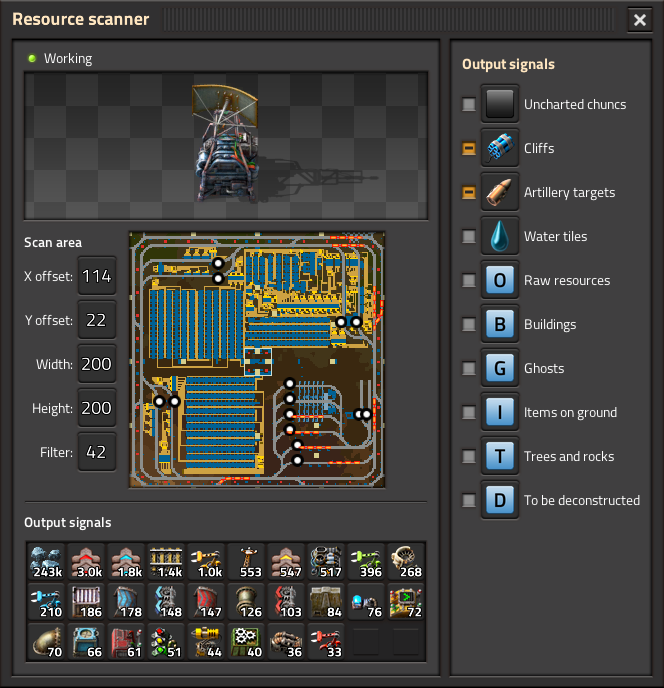 Resource scanner
Working
Scan area
X offset: 114
Y offset: 22
Width: 200
Height: 200
Filter: 42
Output signals
243k 3.0k 1.8k 1.4k 1.0k 553 547 517 396 268
210 186 178 148 147 126 103 84 76 72
70 66 61 51 44 40 36 33
Output signals
Uncharted chuncs
Cliffs
Artillery targets
Water tiles
O Raw resources
B Buildings
G Ghosts
I Items on ground
T Trees and rocks
D To be deconstructed